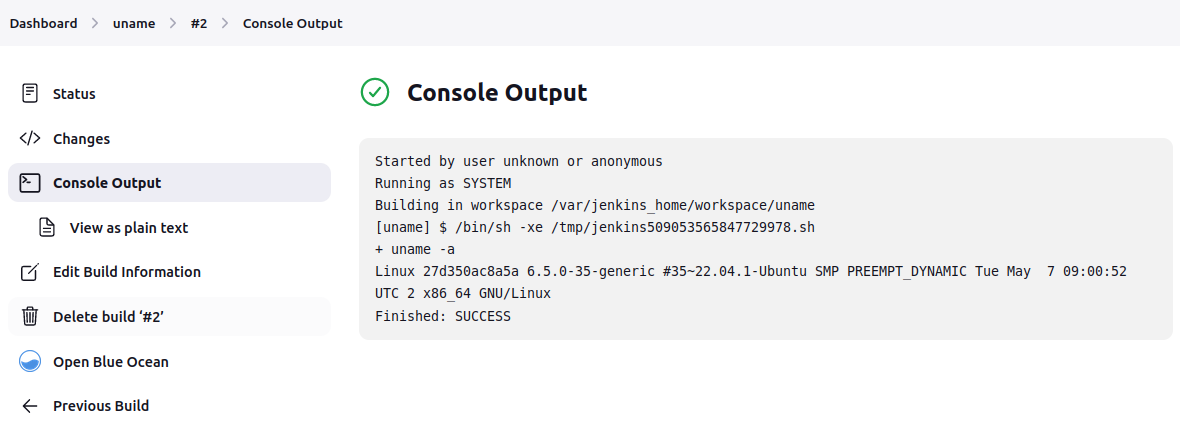 Dashboard > uname > #2 > Console Output
Status
Changes
Console Output
View as plain text
Edit Build Information
Delete build ‘#2’
Open Blue Ocean
Previous Build
Console Output
Started by user unknown or anonymous
Running as SYSTEM
Building in workspace /var/jenkins_home/workspace/uname
[uname] $ /bin/sh -xe /tmp/jenkins509053565847729978.sh
+ uname -a
Linux 27d350ac8a5a 6.5.0-35-generic #35~22.04.1-Ubuntu SMP PREEMPT_DYNAMIC Tue May  7 09:00:52
UTC 2 x86_64 GNU/Linux
Finished: SUCCESS